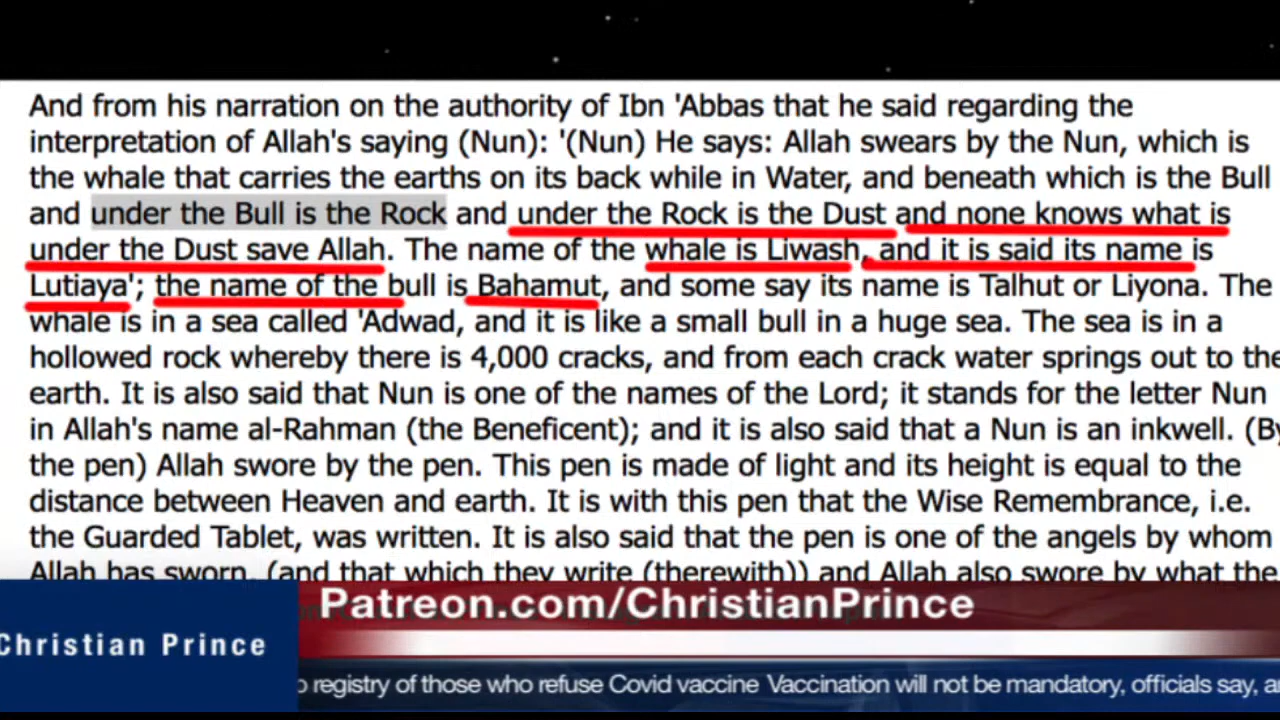 And from his narration on the authority of Ibn 'Abbas that he said regarding the
interpretation of Allah's saying (Nun): '(Nun) He says: Allah swears by the Nun, which is
the whale that carries the earths on its back while in Water, and beneath which is the Bull
and under the Bull is the Rock and under the Rock is the Dust and none knows what is
under the Dust save Allah. The name of the whale is Liwash, and it is said its name is
Lutiaya'; the name of the bull is Bahamut, and some say its name is Talhut or Liyona. The
whale is in a sea called 'Adwad, and it is like a small bull in a huge sea. The sea is in a
hollowed rock whereby there is 4,000 cracks, and from each crack water springs out to the
earth. It is also said that Nun is one of the names of the Lord; it stands for the letter Nun
in Allah's name al-Rahman (the Beneficent); and it is also said that a Nun is an inkwell. (By
the pen) Allah swore by the pen. This pen is made of light and its height is equal to the
distance between Heaven and earth. It is with this pen that the Wise Remembrance, i.e.
the Guarded Tablet, was written. It is also said that the pen is one of the angels by whom
Allah has sworn, (and that which they write (therewith)) and Allah also swore by what the
Patreon.com/ChristianPrince
Christian Prince
o registry of those who refuse Covid vaccine Vaccination will not be mandatory, officials say, a